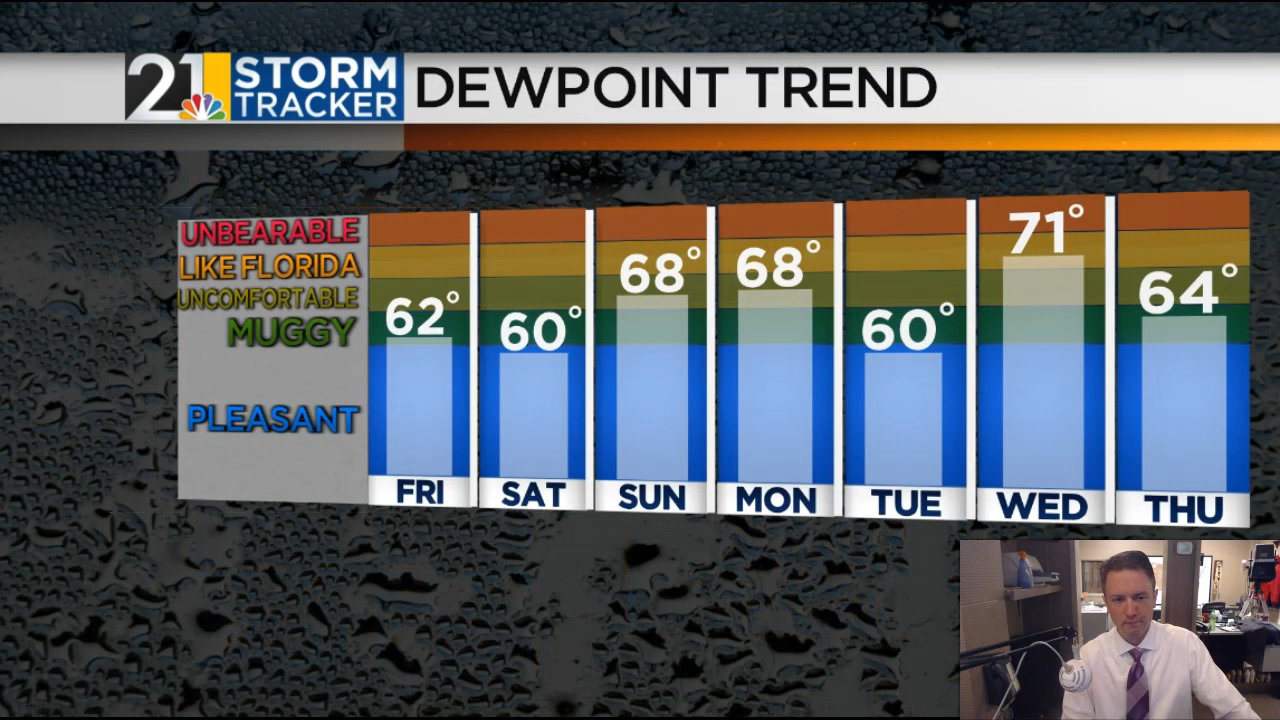 21 STORM TRACKER DEWPOINT TREND
UNBEARABLE
LIKE FLORIDA
UNCOMFORTABLE
MUGGY
PLEASANT
62° 60° 68° 68° 60° 71° 64°
FRI SAT SUN MON TUE WED THU